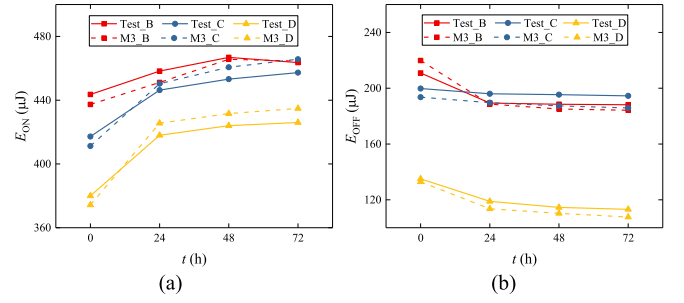 Test_B Test_C Test_D
M3_B M3_C M3_D
480
440
400
360
E_ON (μJ)
0 24 48 72
t (h)
(a)
Test_B Test_C Test_D
M3_B M3_C M3_D
240
200
160
120
E_OFF (μJ)
0 24 48 72
t (h)
(b)